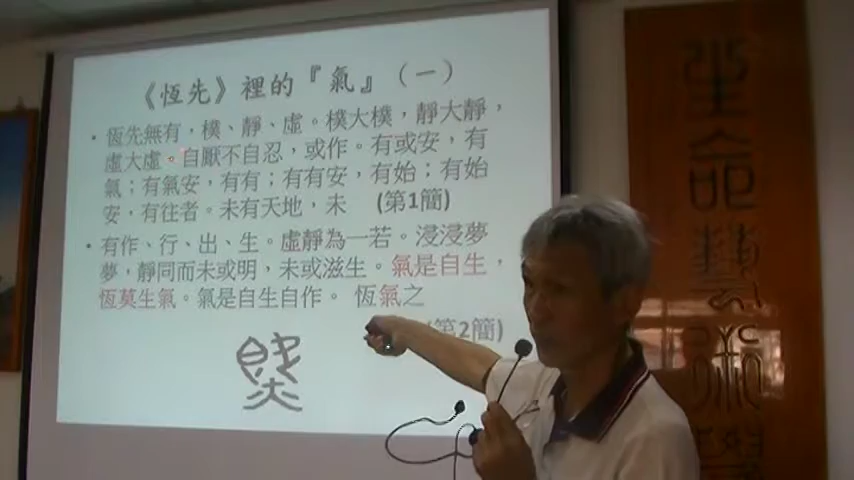 《恆先》裡的『氣』（一）
• 恆先無有，樸、靜、虛。樸大樸，靜大靜，
虛大虛。自厭不自忍，或作。有或安，有
氣；有氣安，有有；有有安，有始；有始
安，有往者。未有天地，未 (第1簡)
• 有作、行、出、生。虛靜為一若。浸浸夢
夢，靜同而未或明，未或滋生。氣是自生，
恆莫生氣。氣是自生自作。恆氣之
(第2簡)
生命藝術